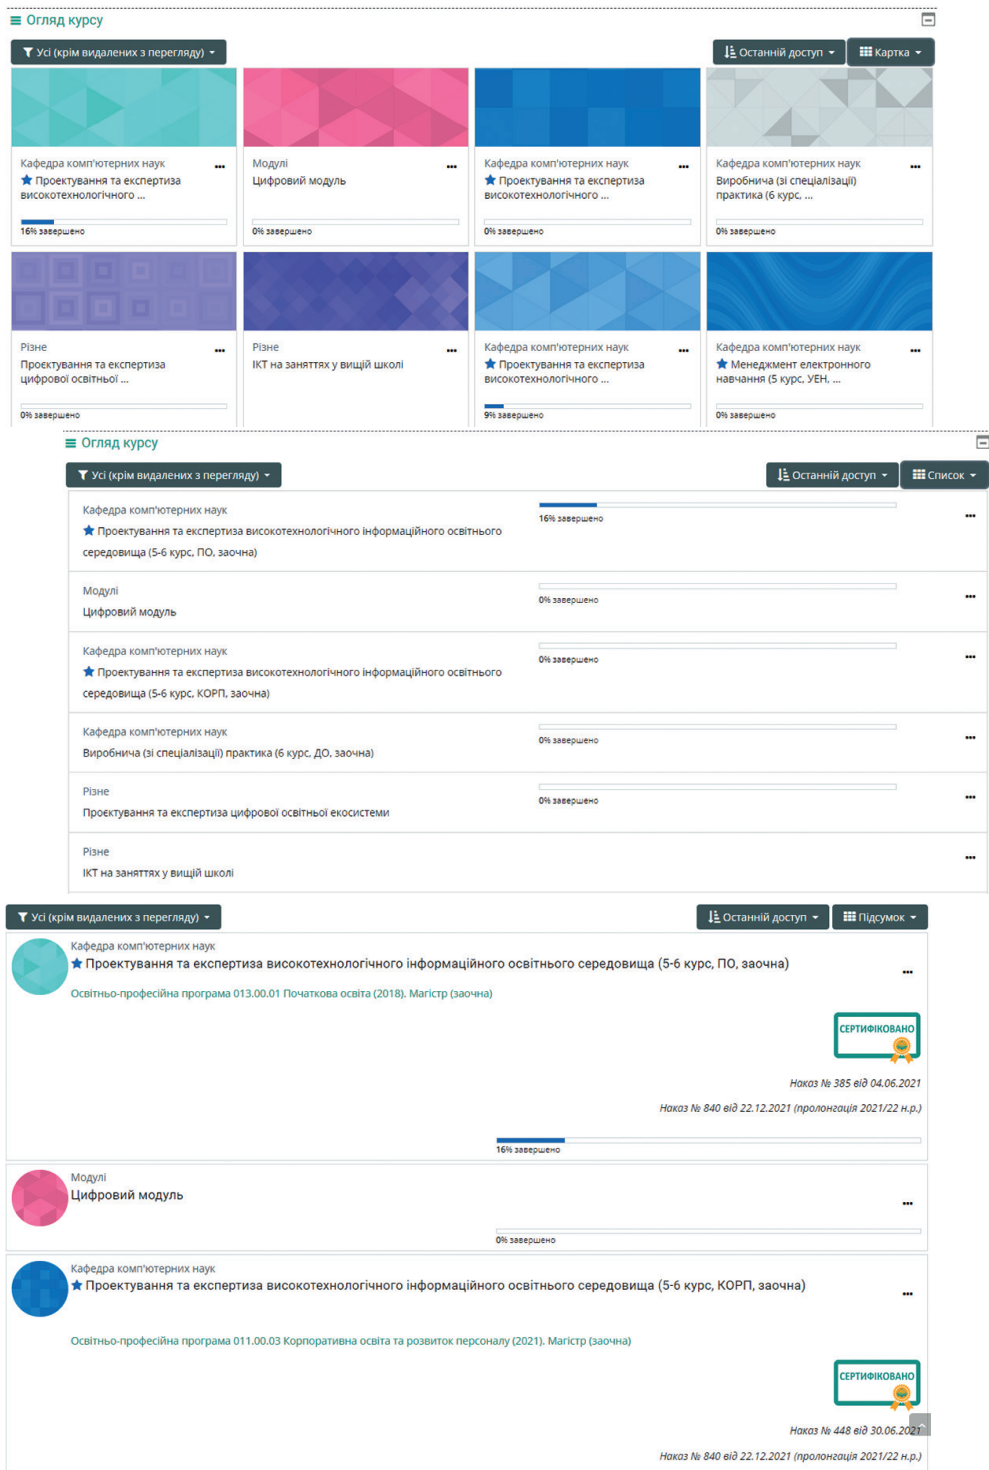 Огляд курсу
Усі (крім видалених з перегляду)
Останній доступ
Картка
Кафедра комп'ютерних наук
Проектування та експертиза
високотехнологічного ...
16% завершено
Модулі
Цифровий модуль
0% завершено
Кафедра комп'ютерних наук
Проектування та експертиза
високотехнологічного ...
0% завершено
Кафедра комп'ютерних наук
Виробнича (зі спеціалізації)
практика (6 курс, ...
0% завершено
Різне
Проєктування та експертиза
цифрової освітньої ...
0% завершено
Різне
ІКТ на заняттях у вищій школі
Кафедра комп'ютерних наук
Проектування та експертиза
високотехнологічного ...
9% завершено
Кафедра комп'ютерних наук
Менеджмент електронного
навчання (5 курс, УЕН, ...
0% завершено
Огляд курсу
Усі (крім видалених з перегляду)
Останній доступ
Список
Кафедра комп'ютерних наук
Проектування та експертиза високотехнологічного інформаційного освітнього
середовища (5-6 курс, ПО, заочна)
16% завершено
Модулі
Цифровий модуль
0% завершено
Кафедра комп'ютерних наук
Проектування та експертиза високотехнологічного інформаційного освітнього
середовища (5-6 курс, КОРП, заочна)
0% завершено
Кафедра комп'ютерних наук
Виробнича (зі спеціалізації) практика (6 курс, ДО, заочна)
0% завершено
Різне
Проєктування та експертиза цифрової освітньої екосистеми
0% завершено
Різне
ІКТ на заняттях у вищій школі
Усі (крім видалених з перегляду)
Останній доступ
Підсумок
Кафедра комп'ютерних наук
Проектування та експертиза високотехнологічного інформаційного освітнього середовища (5-6 курс, ПО, заочна)
Освітньо-професійна програма 013.00.01 Початкова освіта (2018). Магістр (заочна)
СЕРТИФІКОВАНО
Наказ № 385 від 04.06.2021
Наказ № 840 від 22.12.2021 (пролонгація 2021/22 н.р.)
16% завершено
Модулі
Цифровий модуль
0% завершено
Кафедра комп'ютерних наук
Проектування та експертиза високотехнологічного інформаційного освітнього середовища (5-6 курс, КОРП, заочна)
Освітньо-професійна програма 011.00.03 Корпоративна освіта та розвиток персоналу (2021). Магістр (заочна)
СЕРТИФІКОВАНО
Наказ № 448 від 30.06.2021
Наказ № 840 від 22.12.2021 (пролонгація 2021/22 н.р.)